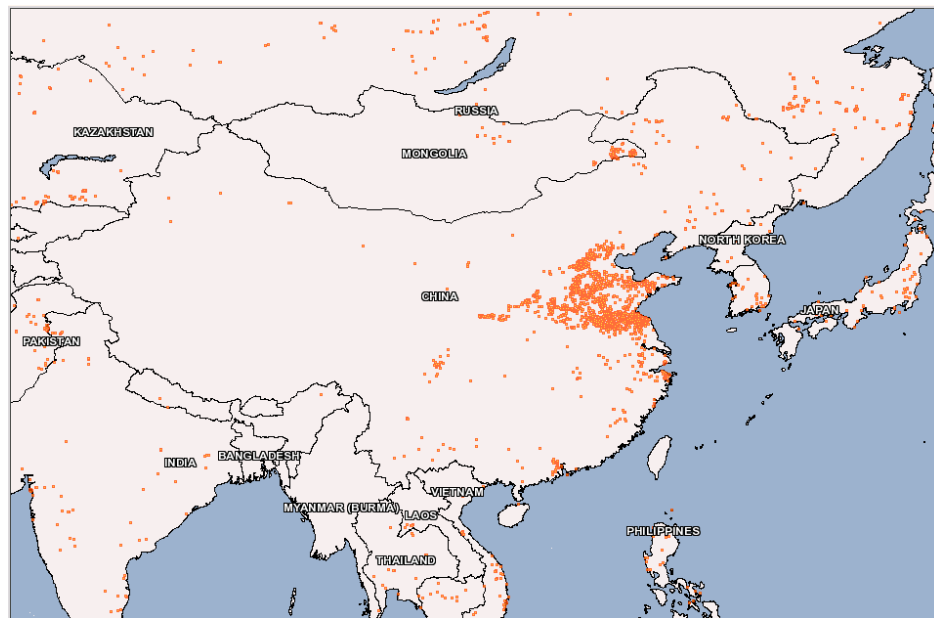 RUSSIA
KAZAKHSTAN
MONGOLIA
NORTH KOREA
CHINA
JAPAN
PAKISTAN
BANGLADESH
INDIA
VIETNAM
MYANMAR (BURMA)
LAOS
PHILIPPINES
THAILAND